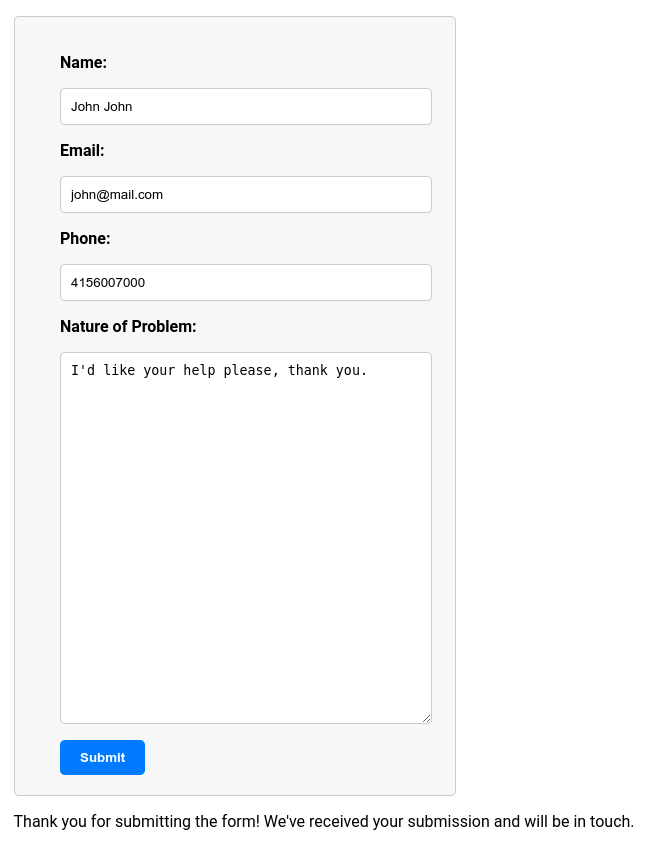 Name:
John John
Email:
john@mail.com
Phone:
4156007000
Nature of Problem:
I'd like your help please, thank you.
Submit
Thank you for submitting the form! We've received your submission and will be in touch.